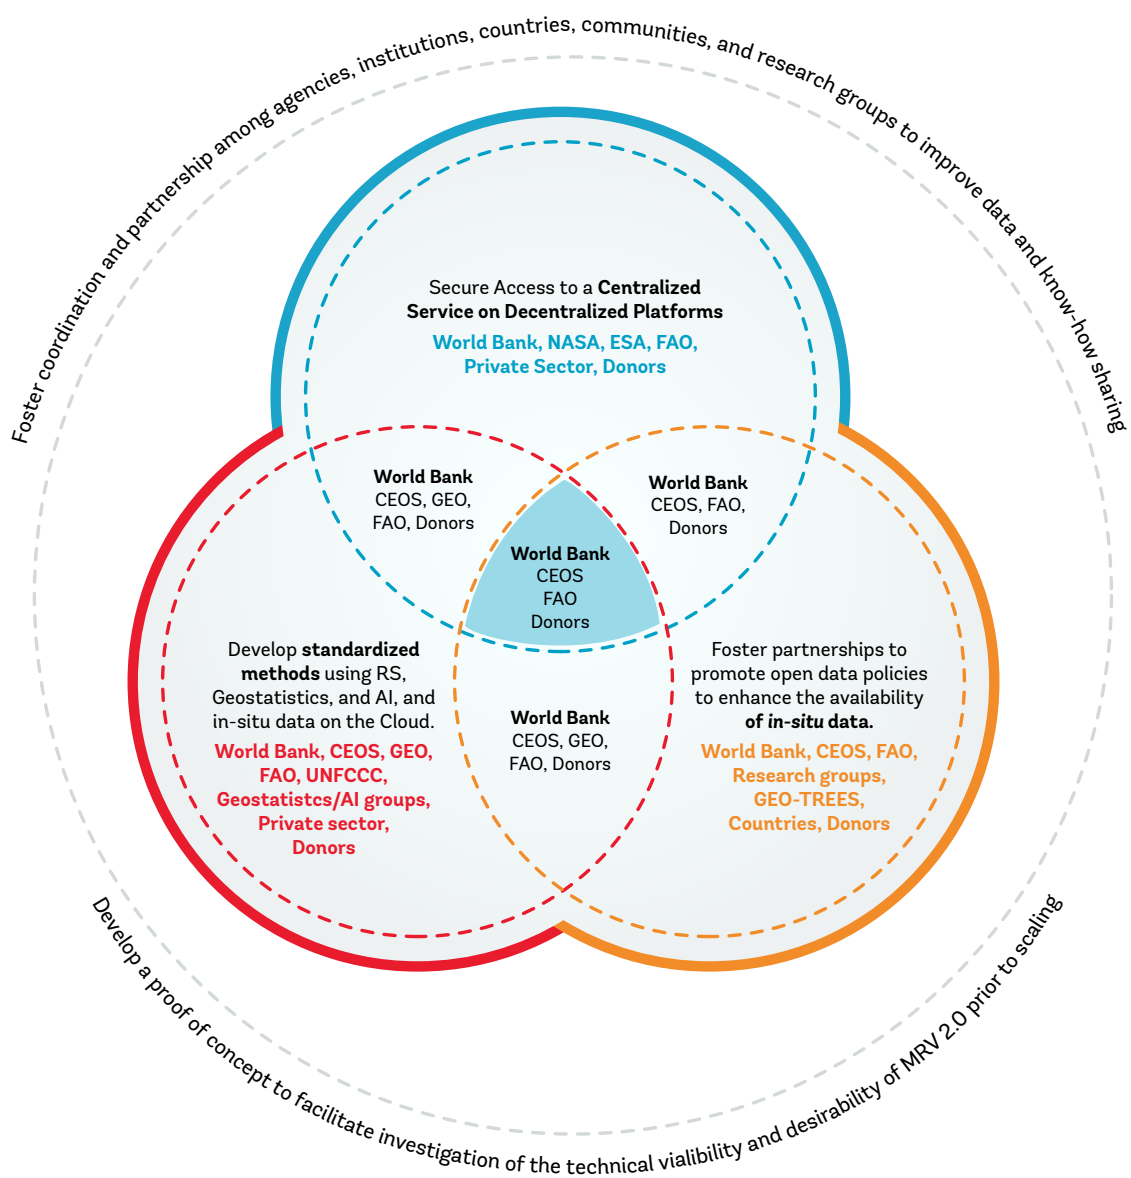 Foster coordination and partnership among agencies, institutions, countries, communities, and research groups to improve data and know-how sharing
Secure Access to a Centralized
Service on Decentralized Platforms
World Bank, NASA, ESA, FAO,
Private Sector, Donors
World Bank
CEOS, GEO,
FAO, Donors
World Bank
CEOS, FAO,
Donors
World Bank
CEOS
FAO
Donors
Develop standardized
methods using RS,
Geostatistics, and AI, and
in-situ data on the Cloud.
World Bank, CEOS, GEO,
FAO, UNFCCC,
Geostatistcs/AI groups,
Private sector,
Donors
World Bank
CEOS, GEO,
FAO, Donors
Foster partnerships to
promote open data policies
to enhance the availability
of in-situ data.
World Bank, CEOS, FAO,
Research groups,
GEO-TREES,
Countries, Donors
Develop a proof of concept to facilitate investigation of the technical vialibility and desirability of MRV 2.0 prior to scaling